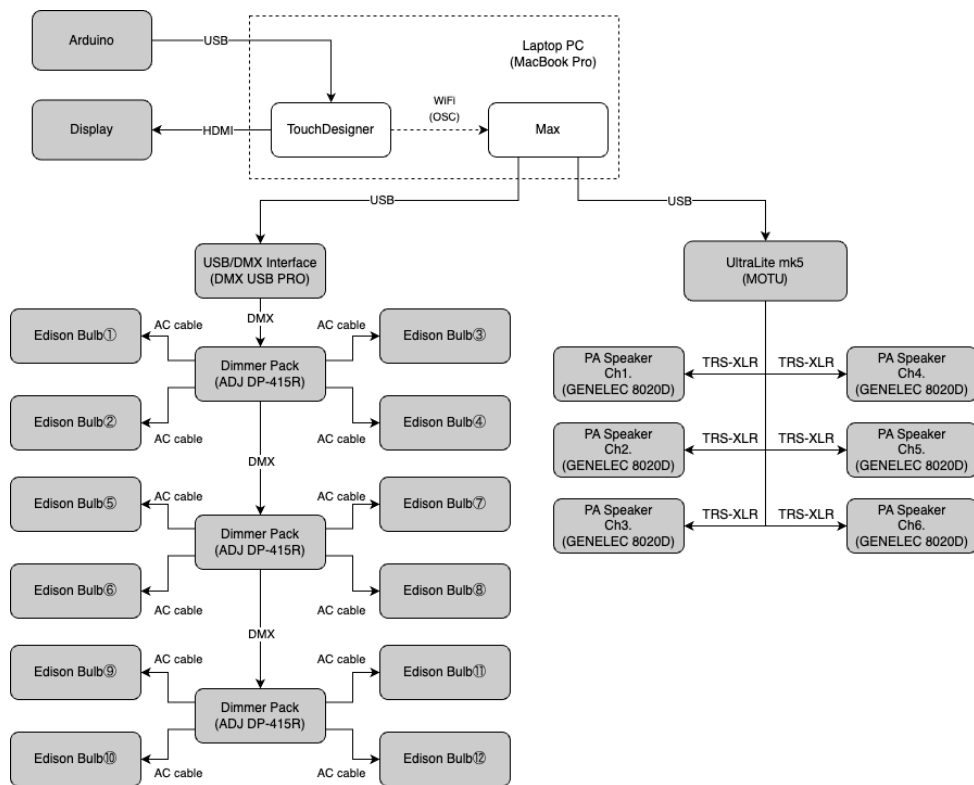 Arduino
USB
Laptop PC
(MacBook Pro)
WiFi
(OSC)
Display
HDMI
TouchDesigner
Max
USB
USB
USB/DMX Interface
(DMX USB PRO)
UltraLite mk5
(MOTU)
DMX
Edison Bulb①
AC cable
AC cable
Edison Bulb③
Dimmer Pack
(ADJ DP-415R)
Edison Bulb②
AC cable
AC cable
Edison Bulb④
DMX
Edison Bulb⑤
AC cable
AC cable
Edison Bulb⑦
Dimmer Pack
(ADJ DP-415R)
Edison Bulb⑥
AC cable
AC cable
Edison Bulb⑧
DMX
Edison Bulb⑨
AC cable
AC cable
Edison Bulb⑪
Dimmer Pack
(ADJ DP-415R)
Edison Bulb⑩
AC cable
AC cable
Edison Bulb⑫
PA Speaker
Ch1.
(GENELEC 8020D)
TRS-XLR
TRS-XLR
PA Speaker
Ch4.
(GENELEC 8020D)
PA Speaker
Ch2.
(GENELEC 8020D)
TRS-XLR
TRS-XLR
PA Speaker
Ch5.
(GENELEC 8020D)
PA Speaker
Ch3.
(GENELEC 8020D)
TRS-XLR
TRS-XLR
PA Speaker
Ch6.
(GENELEC 8020D)